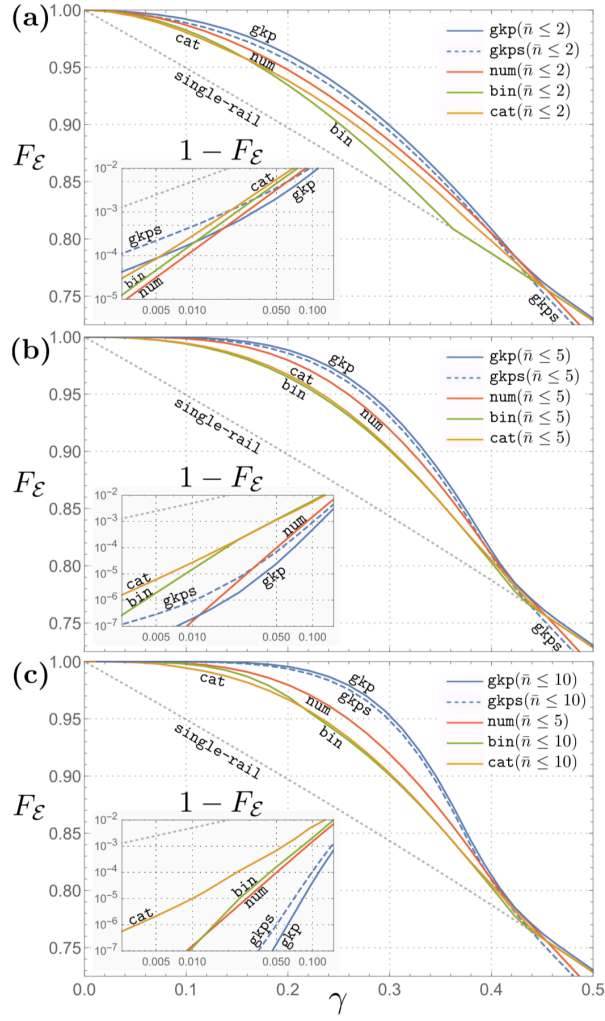 (a)
1.00
0.95
0.90
0.85
0.80
0.75
F_ℰ
gkp
cat
num
single-rail
bin
gkps
gkp(n̄ ≤ 2)
gkps(n̄ ≤ 2)
num(n̄ ≤ 2)
bin(n̄ ≤ 2)
cat(n̄ ≤ 2)
1 − F_ℰ
10⁻²
10⁻³
10⁻⁴
10⁻⁵
cat
gkps
gkp
bin
num
0.005 0.010 0.050 0.100
(b)
1.00
0.95
0.90
0.85
0.80
0.75
F_ℰ
gkp
cat
bin
num
single-rail
gkps
gkp(n̄ ≤ 5)
gkps(n̄ ≤ 5)
num(n̄ ≤ 5)
bin(n̄ ≤ 5)
cat(n̄ ≤ 5)
1 − F_ℰ
10⁻²
10⁻³
10⁻⁴
10⁻⁵
10⁻⁶
10⁻⁷
num
cat
bin
gkps
gkp
0.005 0.010 0.050 0.100
(c)
1.00
0.95
0.90
0.85
0.80
0.75
F_ℰ
cat
gkp
gkps
num
bin
single-rail
gkp(n̄ ≤ 10)
gkps(n̄ ≤ 10)
num(n̄ ≤ 5)
bin(n̄ ≤ 10)
cat(n̄ ≤ 10)
1 − F_ℰ
10⁻²
10⁻³
10⁻⁴
10⁻⁵
10⁻⁶
10⁻⁷
bin
num
cat
gkps
gkp
0.005 0.010 0.050 0.100
0.0 0.1 0.2 0.3 0.4 0.5
γ